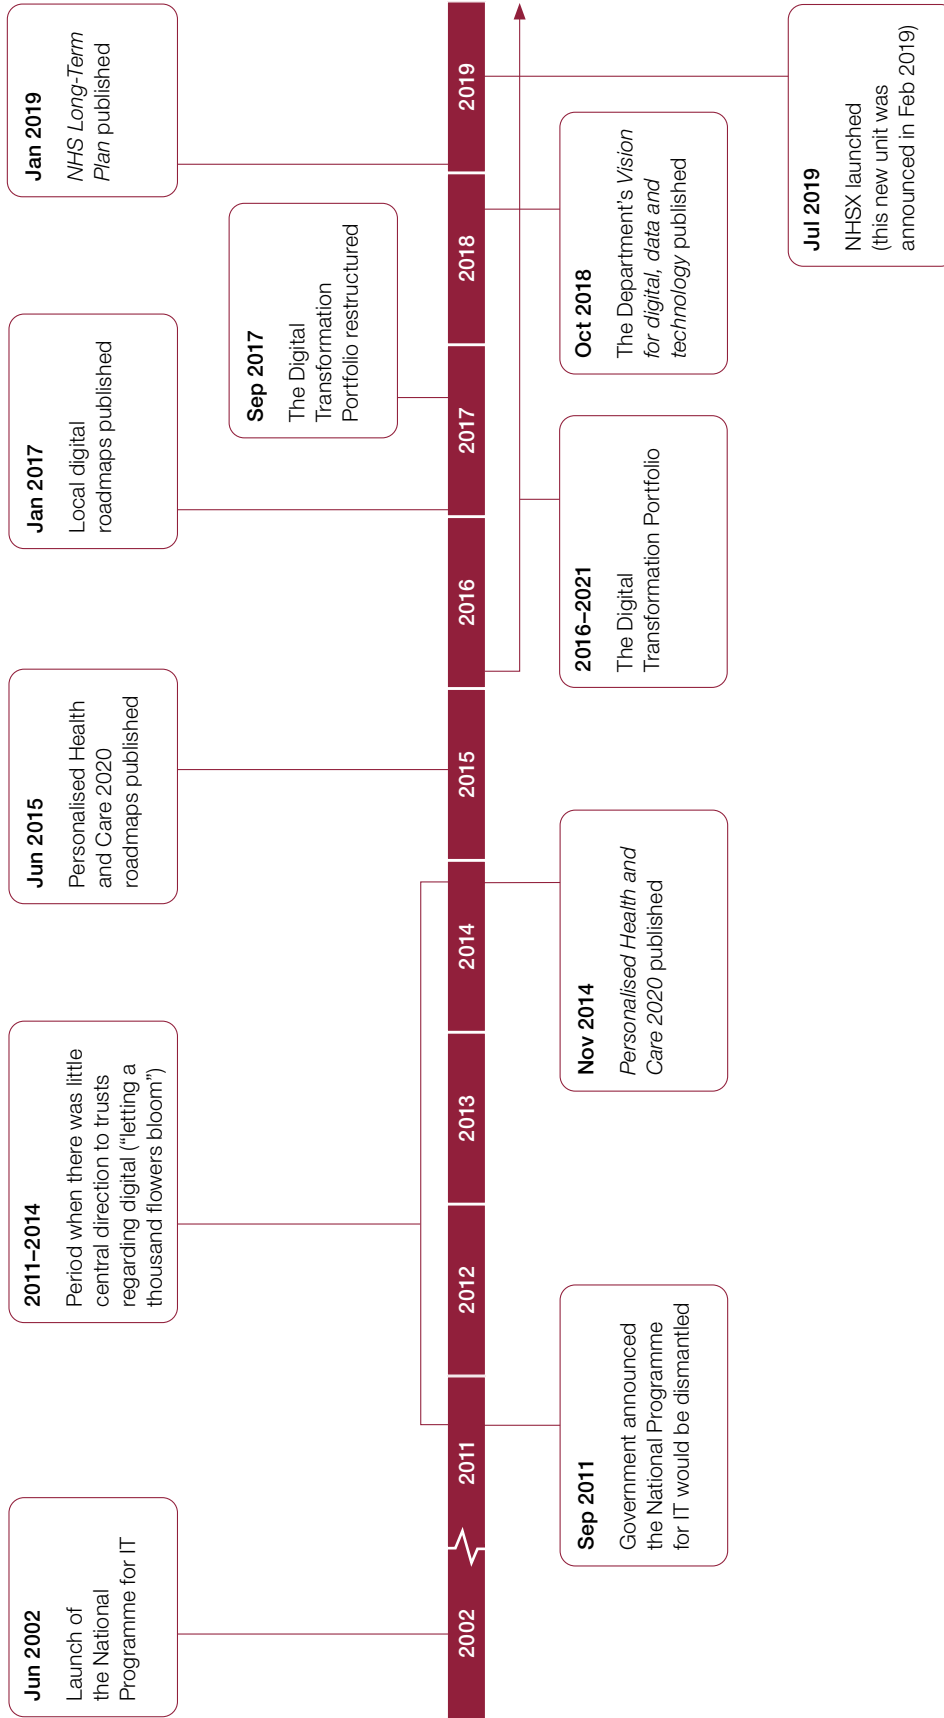 Jun 2002
Launch of
the National
Programme for IT
2011–2014
Period when there was little
central direction to trusts
regarding digital (“letting a
thousand flowers bloom”)
Jun 2015
Personalised Health
and Care 2020
roadmaps published
Jan 2017
Local digital
roadmaps published
Jan 2019
NHS Long-Term
Plan published
Sep 2017
The Digital
Transformation
Portfolio restructured
2002
2011
2012
2013
2014
2015
2016
2017
2018
2019
Sep 2011
Government announced
the National Programme
for IT would be dismantled
Nov 2014
Personalised Health and
Care 2020 published
2016–2021
The Digital
Transformation Portfolio
Oct 2018
The Department’s Vision
for digital, data and
technology published
Jul 2019
NHSX launched
(this new unit was
announced in Feb 2019)